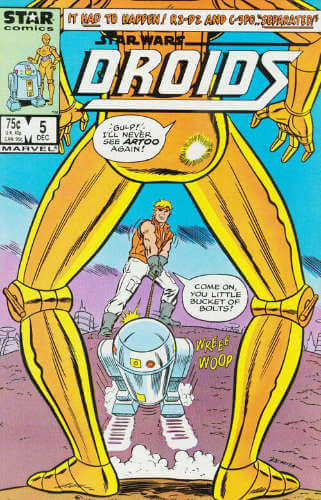 IT HAD TO HAPPEN! R2-D2 AND C-3PO... "SEPARATED!"
STAR
comics
STAR WARS
DROIDS
75¢
5
DEC
MARVEL
"GULP!"
I'LL NEVER
SEE ARTOO
AGAIN!
COME ON,
YOU LITTLE
BUCKET OF
BOLTS!
WREEE
WOOP